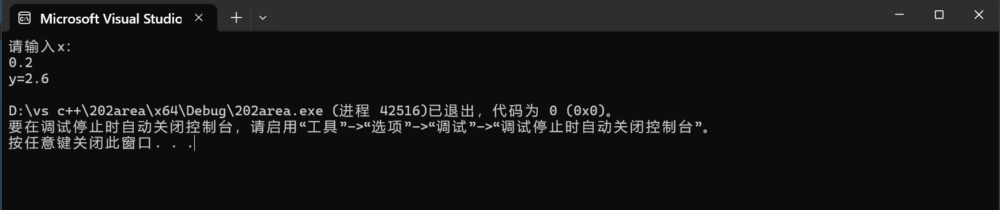 Microsoft Visual Studio
请输入x:
0.2
y=2.6
D:\vs c++\202area\x64\Debug\202area.exe (进程 42516)已退出，代码为 0 (0x0)。
要在调试停止时自动关闭控制台，请启用“工具”->“选项”->“调试”->“调试停止时自动关闭控制台”。
按任意键关闭此窗口. . .